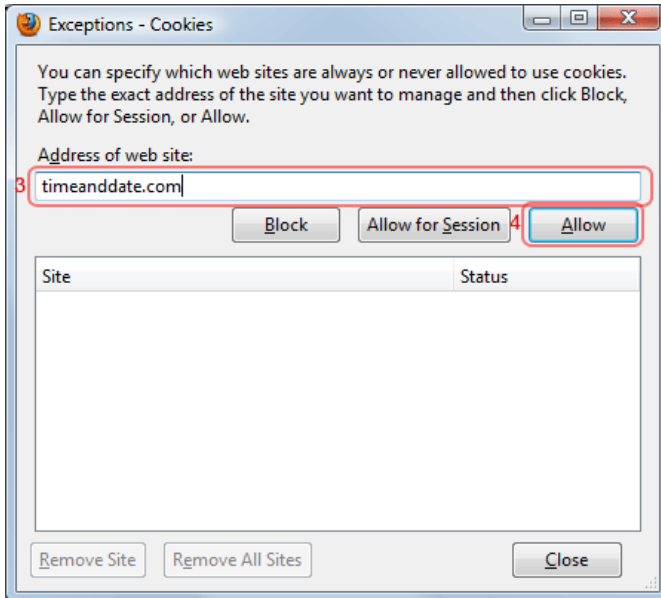 Exceptions - Cookies
You can specify which web sites are always or never allowed to use cookies.
Type the exact address of the site you want to manage and then click Block,
Allow for Session, or Allow.
Address of web site:
3 timeanddate.com
Block Allow for Session 4 Allow
Site Status
Remove Site Remove All Sites Close